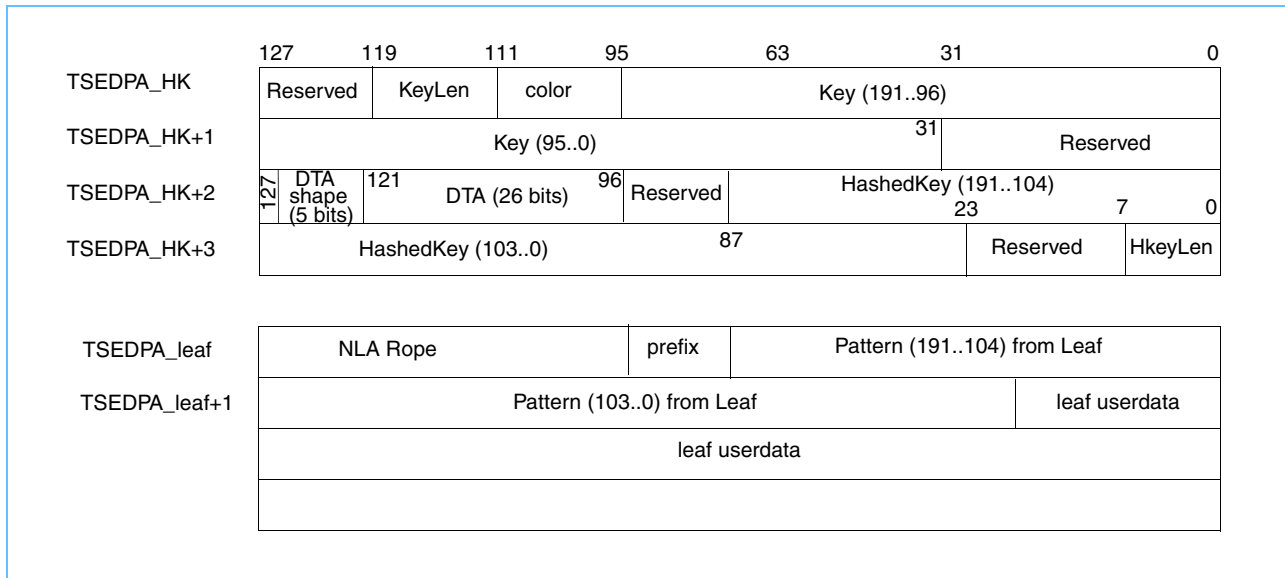 127 119 111 95 63 31 0
TSEDPA_HK Reserved KeyLen color Key (191..96)
TSEDPA_HK+1 Key (95..0) 31 Reserved
TSEDPA_HK+2 127 DTA shape (5 bits) 121 DTA (26 bits) 96 Reserved HashedKey (191..104)
23 7 0
TSEDPA_HK+3 HashedKey (103..0) 87 Reserved HkeyLen
TSEDPA_leaf NLA Rope prefix Pattern (191..104) from Leaf
TSEDPA_leaf+1 Pattern (103..0) from Leaf leaf userdata
leaf userdata